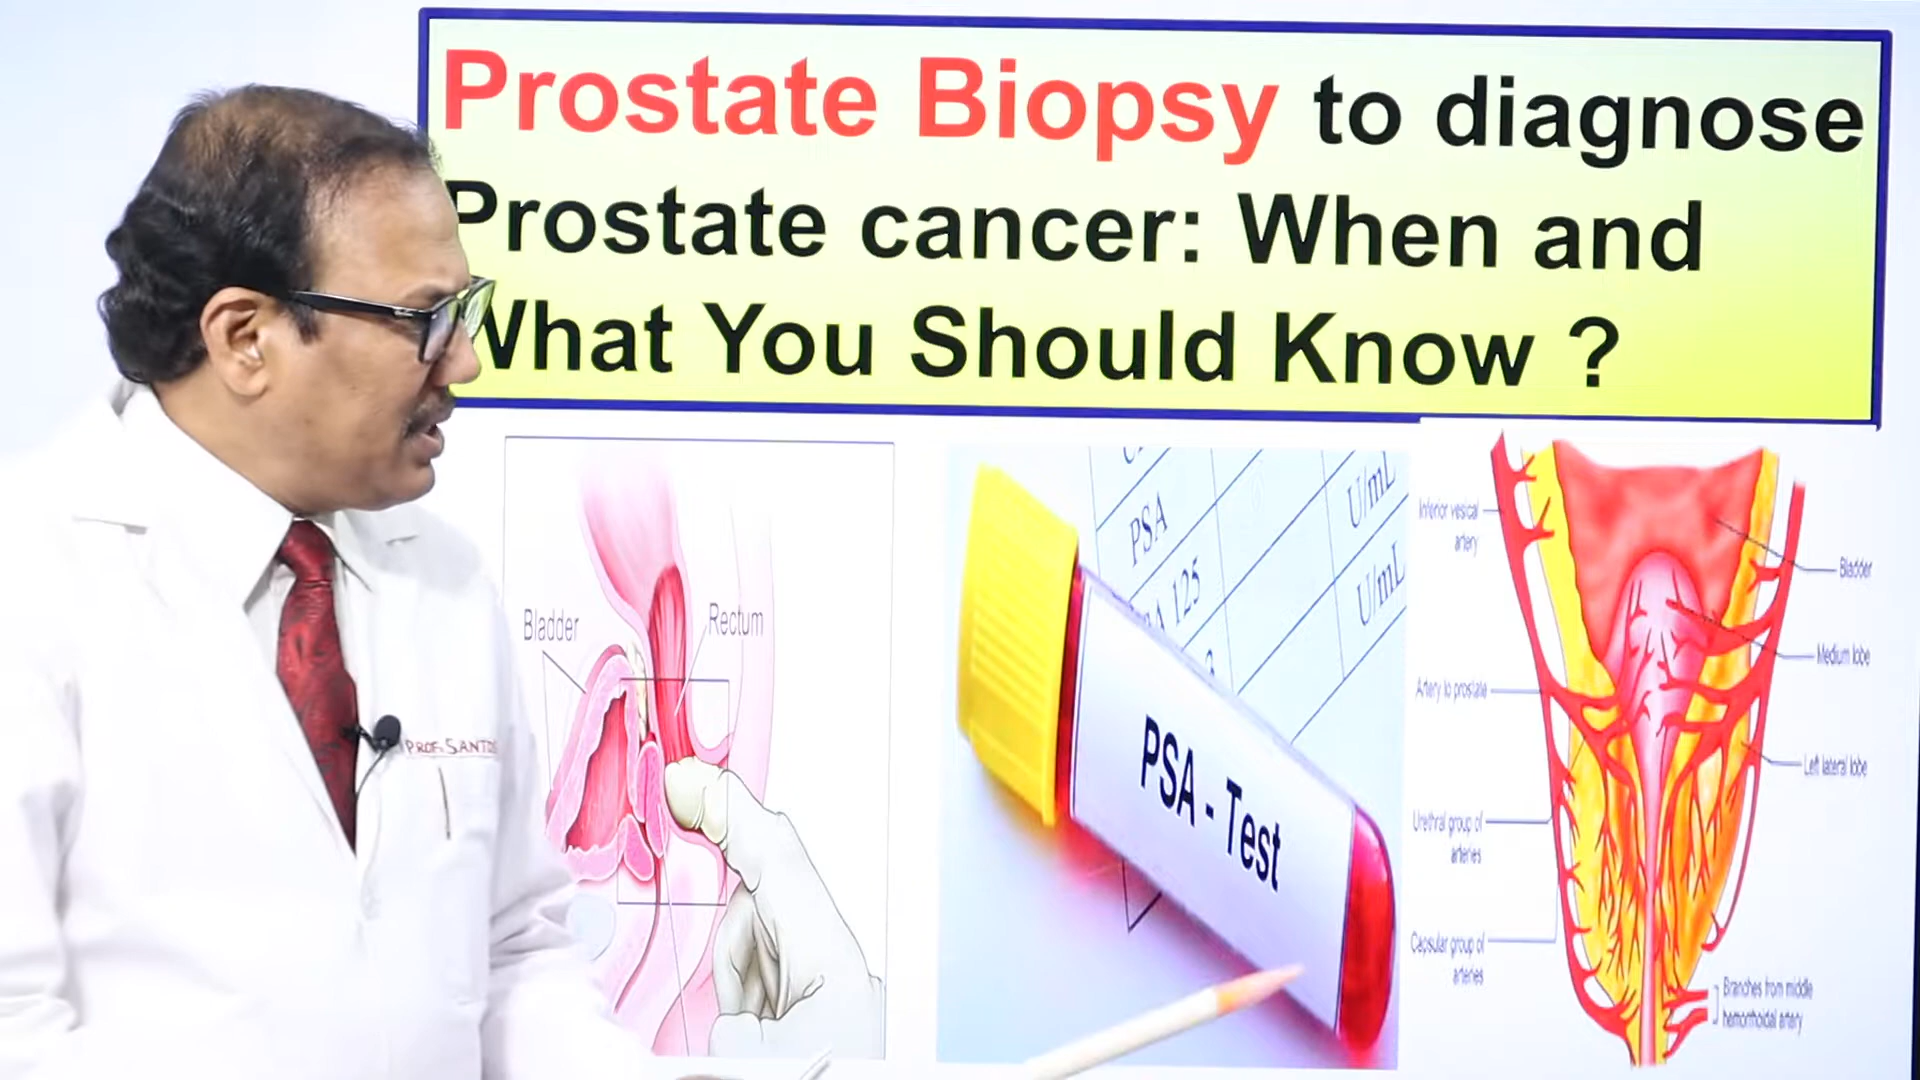 Prostate Biopsy to diagnose
Prostate cancer: When and
What You Should Know ?
Bladder
Rectum
PSA
U/mL
125
U/mL
PSA - Test
Inferior vesical
artery
Bladder
Medium lobe
Artery to prostate
Left lateral lobe
Urethral group of
arteries
Capsular group of
arteries
Branches from middle
hemorrhoidal artery
PROF. SANTOS